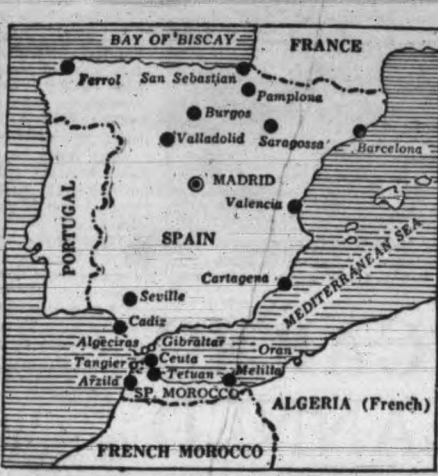 BAY OF BISCAY
FRANCE
Ferrol
San Sebastian
Pamplona
Burgos
Valladolid
Saragossa
Barcelona
MADRID
Valencia
PORTUGAL
SPAIN
MEDITERRANEAN SEA
Cartagena
Seville
Cadiz
Algeciras
Gibraltar
Tangier
Ceuta
Oran
Tetuan
Melilla
Arzila
SP. MOROCCO
ALGERIA (French)
FRENCH MOROCCO